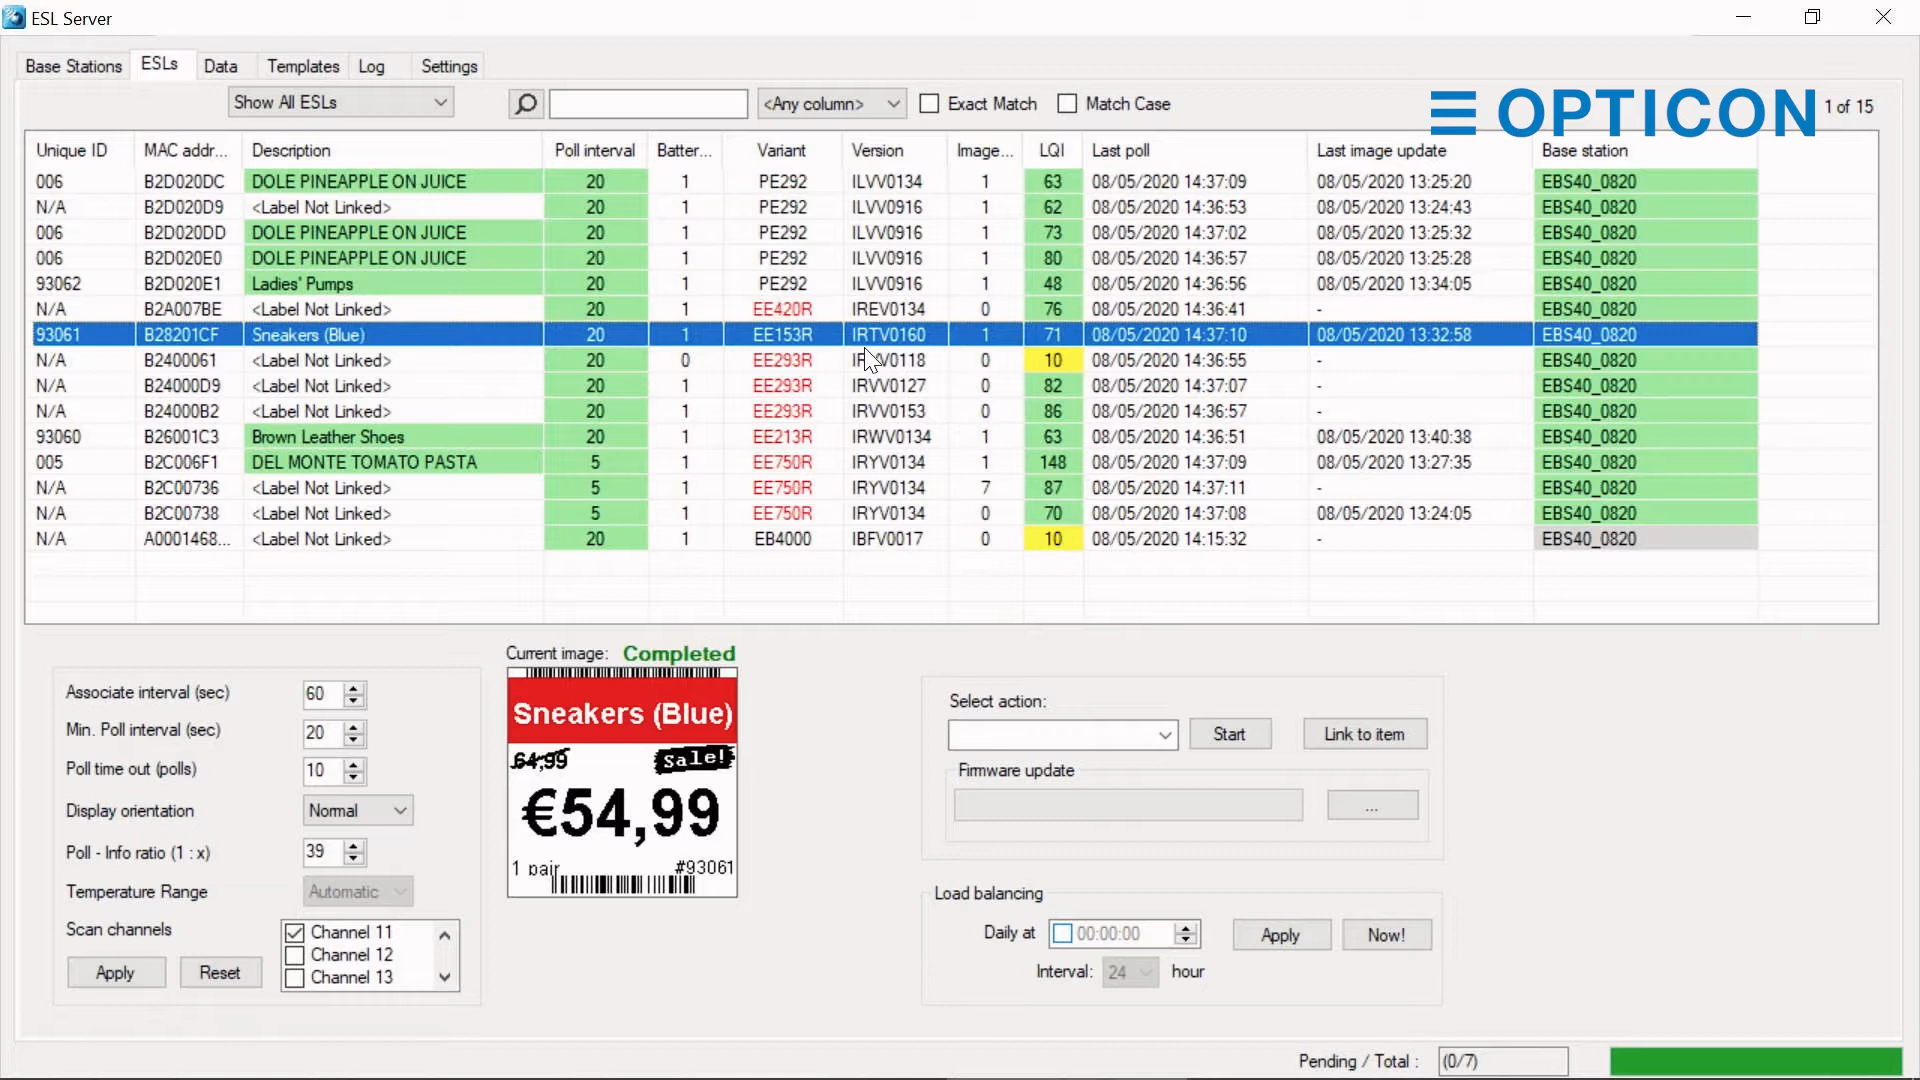 ESL Server
Base Stations ESLs Data Templates Log Settings
Show All ESLs <Any column> Exact Match Match Case OPTICON 1 of 15
Unique ID MAC addr... Description Poll interval Batter... Variant Version Image... LQI Last poll Last image update Base station
006 B2D020DC DOLE PINEAPPLE ON JUICE 20 1 PE292 ILVV0134 1 63 08/05/2020 14:37:09 08/05/2020 13:25:20 EBS40_0820
N/A B2D020D9 <Label Not Linked> 20 1 PE292 ILVV0916 1 62 08/05/2020 14:36:53 08/05/2020 13:24:43 EBS40_0820
006 B2D020DD DOLE PINEAPPLE ON JUICE 20 1 PE292 ILVV0916 1 73 08/05/2020 14:37:02 08/05/2020 13:25:32 EBS40_0820
006 B2D020E0 DOLE PINEAPPLE ON JUICE 20 1 PE292 ILVV0916 1 80 08/05/2020 14:36:57 08/05/2020 13:25:28 EBS40_0820
93062 B2D020E1 Ladies' Pumps 20 1 PE292 ILVV0916 1 48 08/05/2020 14:36:56 08/05/2020 13:34:05 EBS40_0820
N/A B2A007BE <Label Not Linked> 20 1 EE420R IREV0134 0 76 08/05/2020 14:36:41 - EBS40_0820
93061 B28201CF Sneakers (Blue) 20 1 EE153R IRTV0160 1 71 08/05/2020 14:37:10 08/05/2020 13:32:58 EBS40_0820
N/A B2400061 <Label Not Linked> 20 0 EE293R 0 10 08/05/2020 14:36:55 - EBS40_0820
N/A B24000D9 <Label Not Linked> 20 1 EE293R IRVV0127 0 82 08/05/2020 14:37:07 - EBS40_0820
N/A B24000B2 <Label Not Linked> 20 1 EE293R IRVV0153 0 86 08/05/2020 14:36:57 - EBS40_0820
93060 B26001C3 Brown Leather Shoes 20 1 EE213R IRWV0134 1 63 08/05/2020 14:36:51 08/05/2020 13:40:38 EBS40_0820
005 B2C006F1 DEL MONTE TOMATO PASTA 5 1 EE750R IRYV0134 1 148 08/05/2020 14:37:09 08/05/2020 13:27:35 EBS40_0820
N/A B2C00736 <Label Not Linked> 5 1 EE750R IRYV0134 7 87 08/05/2020 14:37:11 - EBS40_0820
N/A B2C00738 <Label Not Linked> 5 1 EE750R IRYV0134 0 70 08/05/2020 14:37:08 08/05/2020 13:24:05 EBS40_0820
N/A A0001468... <Label Not Linked> 20 1 EB4000 IBFV0017 0 10 08/05/2020 14:15:32 - EBS40_0820
Associate interval (sec) 60
Min. Poll interval (sec) 20
Poll time out (polls) 10
Display orientation Normal
Poll - Info ratio (1 : x) 39
Temperature Range Automatic
Scan channels
Channel 11
Channel 12
Channel 13
Apply Reset
Current image: Completed
Sneakers (Blue)
64,99 Sale!
€54,99
1 pair #93061
Select action:
Start Link to item
Firmware update
...
Load balancing
Daily at 00:00:00 Apply Now!
Interval: 24 hour
Pending / Total : (0/7)